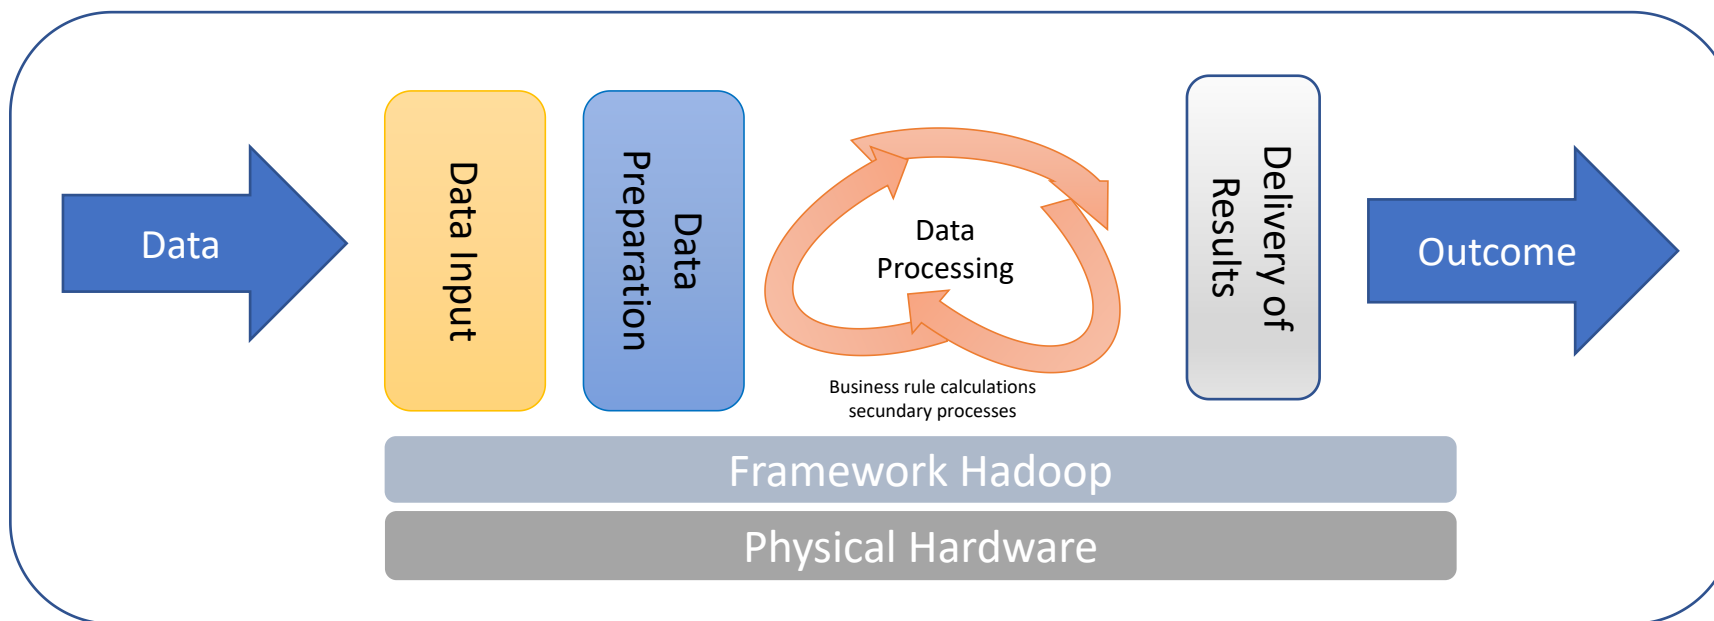 Data
Data Input
Data
Preparation
Data
Processing
Business rule calculations
secundary processes
Delivery of
Results
Outcome
Framework Hadoop
Physical Hardware